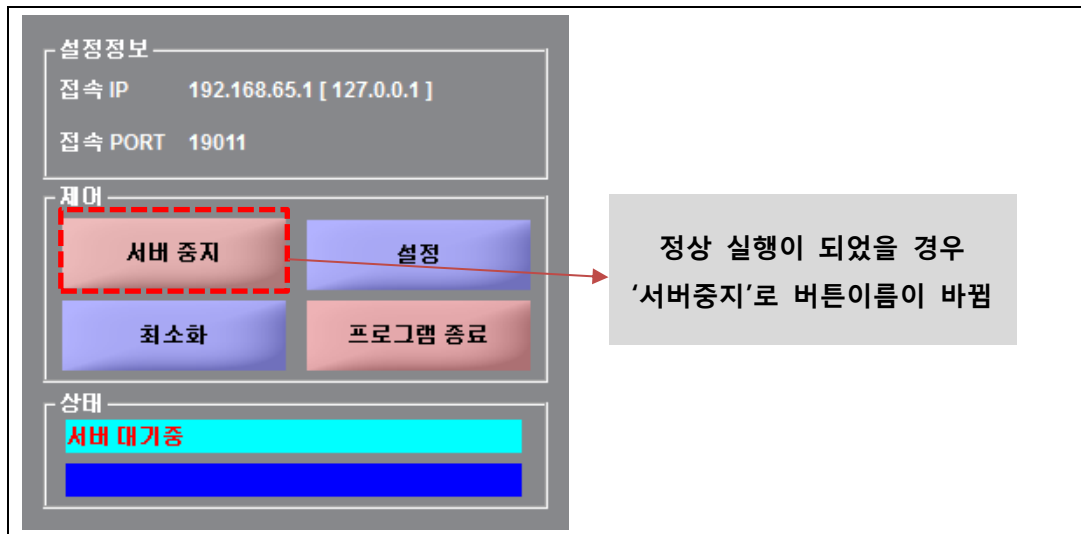 설정정보
접속 IP 192.168.65.1 [ 127.0.0.1 ]
접속 PORT 19011
제어
서버 중지 설정
최소화 프로그램 종료
상태
서버 대기중
정상 실행이 되었을 경우
‘서버중지’로 버튼이름이 바뀜